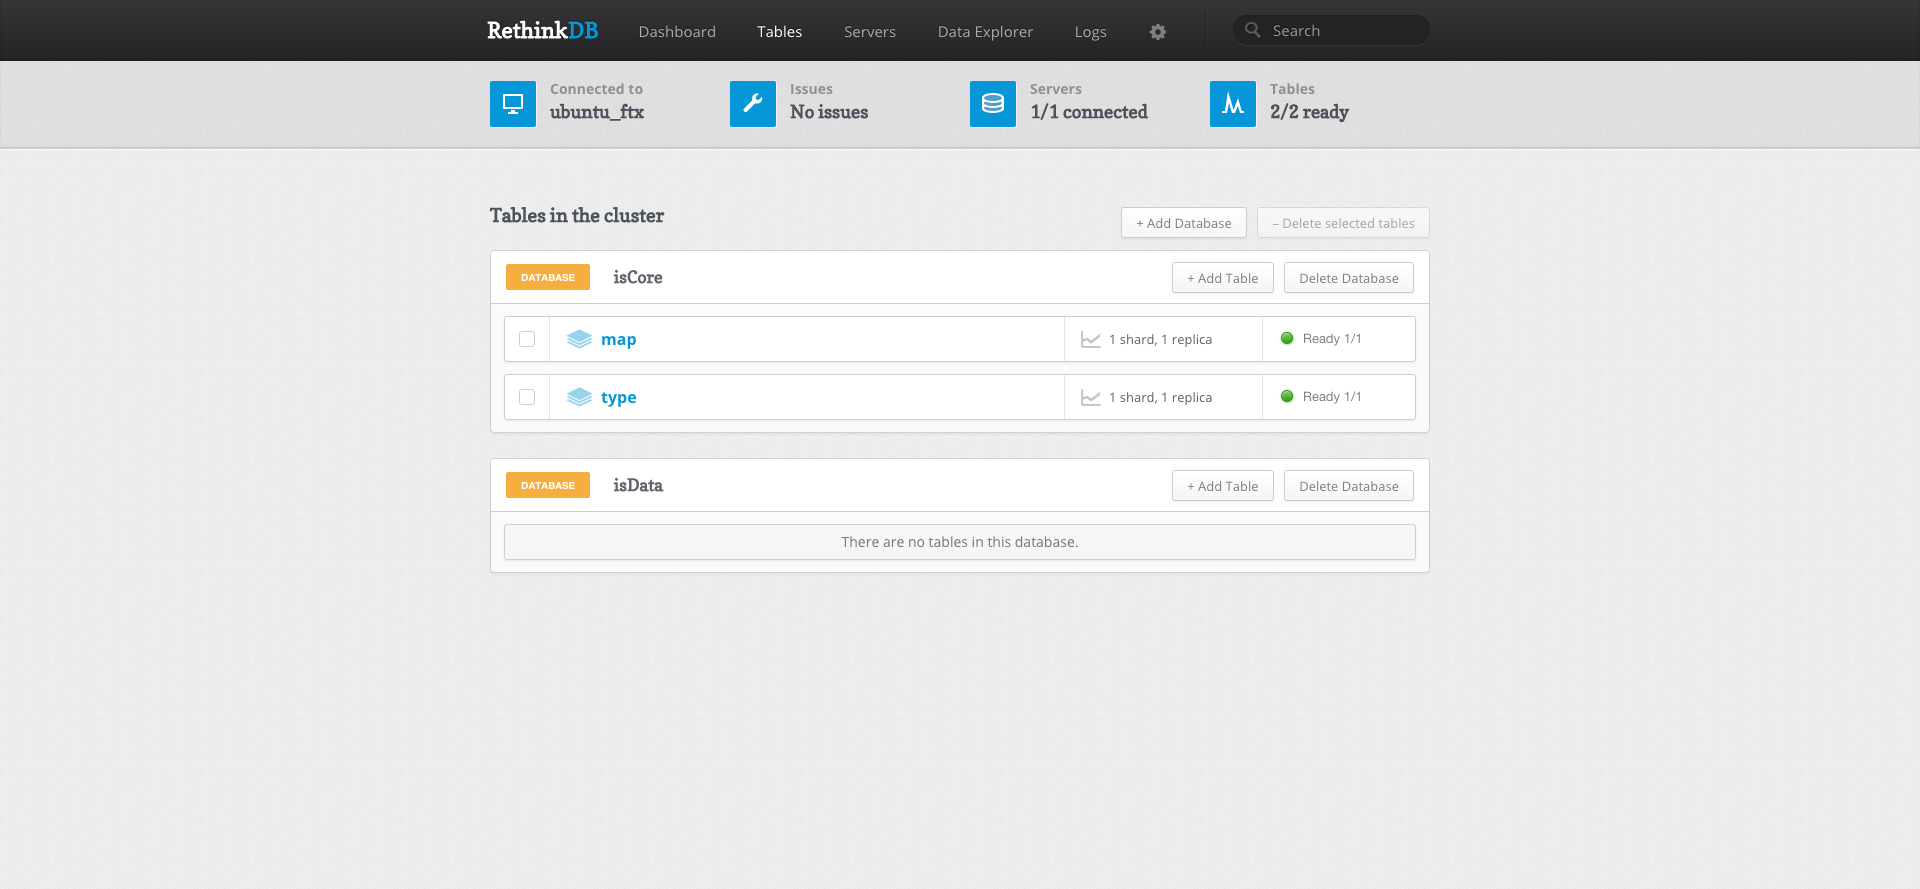 RethinkDB Dashboard Tables Servers Data Explorer Logs Search
Connected to
ubuntu_ftx
Issues
No issues
Servers
1/1 connected
Tables
2/2 ready
Tables in the cluster + Add Database – Delete selected tables
DATABASE isCore + Add Table Delete Database
map 1 shard, 1 replica Ready 1/1
type 1 shard, 1 replica Ready 1/1
DATABASE isData + Add Table Delete Database
There are no tables in this database.